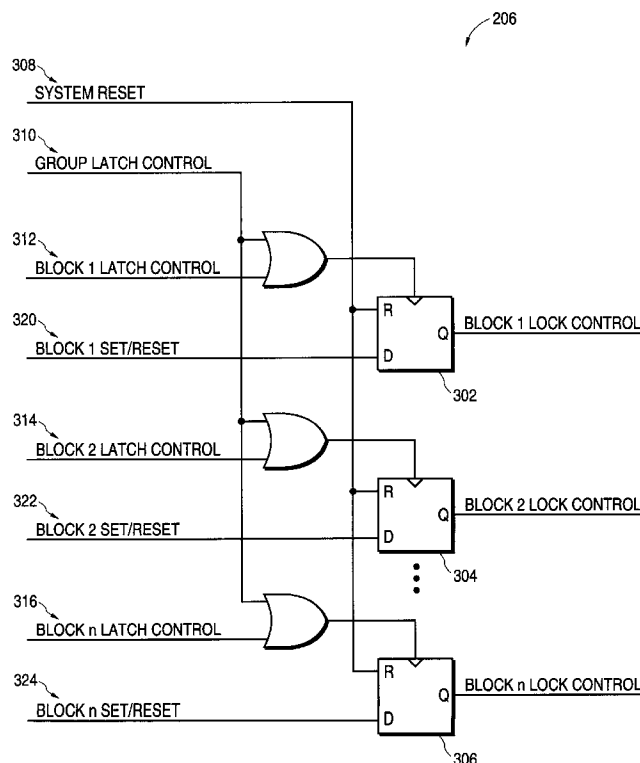 206
308
SYSTEM RESET
310
GROUP LATCH CONTROL
312
BLOCK 1 LATCH CONTROL
320
BLOCK 1 SET/RESET
R
D
Q
BLOCK 1 LOCK CONTROL
302
314
BLOCK 2 LATCH CONTROL
322
BLOCK 2 SET/RESET
R
D
Q
BLOCK 2 LOCK CONTROL
304
316
BLOCK n LATCH CONTROL
324
BLOCK n SET/RESET
R
D
Q
BLOCK n LOCK CONTROL
306